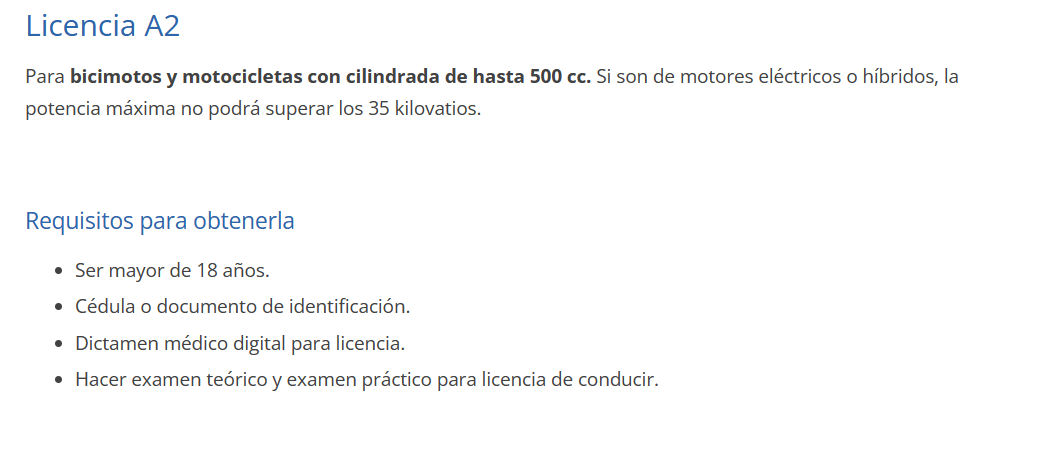 Licencia A2
Para bicimotos y motocicletas con cilindrada de hasta 500 cc. Si son de motores eléctricos o híbridos, la
potencia máxima no podrá superar los 35 kilovatios.
Requisitos para obtenerla
• Ser mayor de 18 años.
• Cédula o documento de identificación.
• Dictamen médico digital para licencia.
• Hacer examen teórico y examen práctico para licencia de conducir.